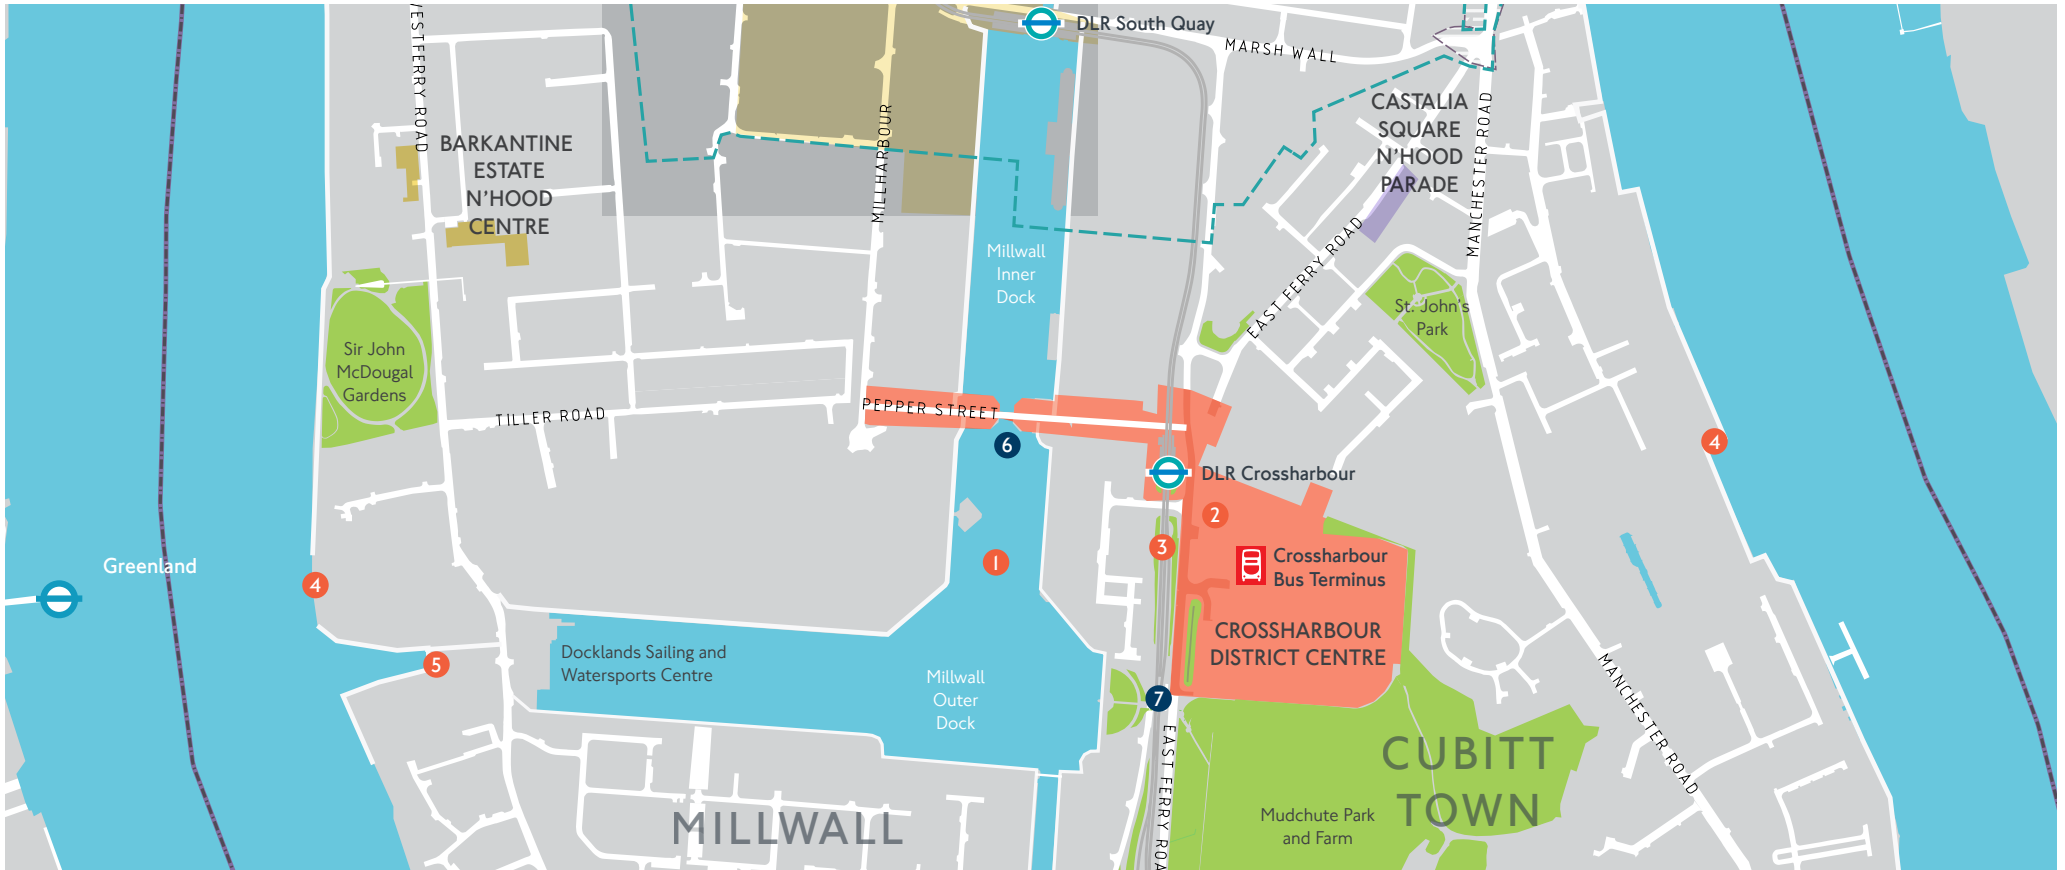 DLR South Quay
MARSH WALL
WESTFERRY ROAD
BARKANTINE
ESTATE
N'HOOD
CENTRE
MILLHARBOUR
CASTALIA
SQUARE
N'HOOD
PARADE
MANCHESTER ROAD
EAST FERRY ROAD
Millwall
Inner
Dock
St. John's
Park
Sir John
McDougal
Gardens
TILLER ROAD
PEPPER STREET
6
4
DLR Crossharbour
2
3
Crossharbour
Bus Terminus
1
Greenland
4
5
Docklands Sailing and
Watersports Centre
CROSSHARBOUR
DISTRICT CENTRE
Millwall
Outer
Dock
7
MANCHESTER ROAD
EAST FERRY ROA
CUBITT
TOWN
Mudchute Park
and Farm
MILLWALL